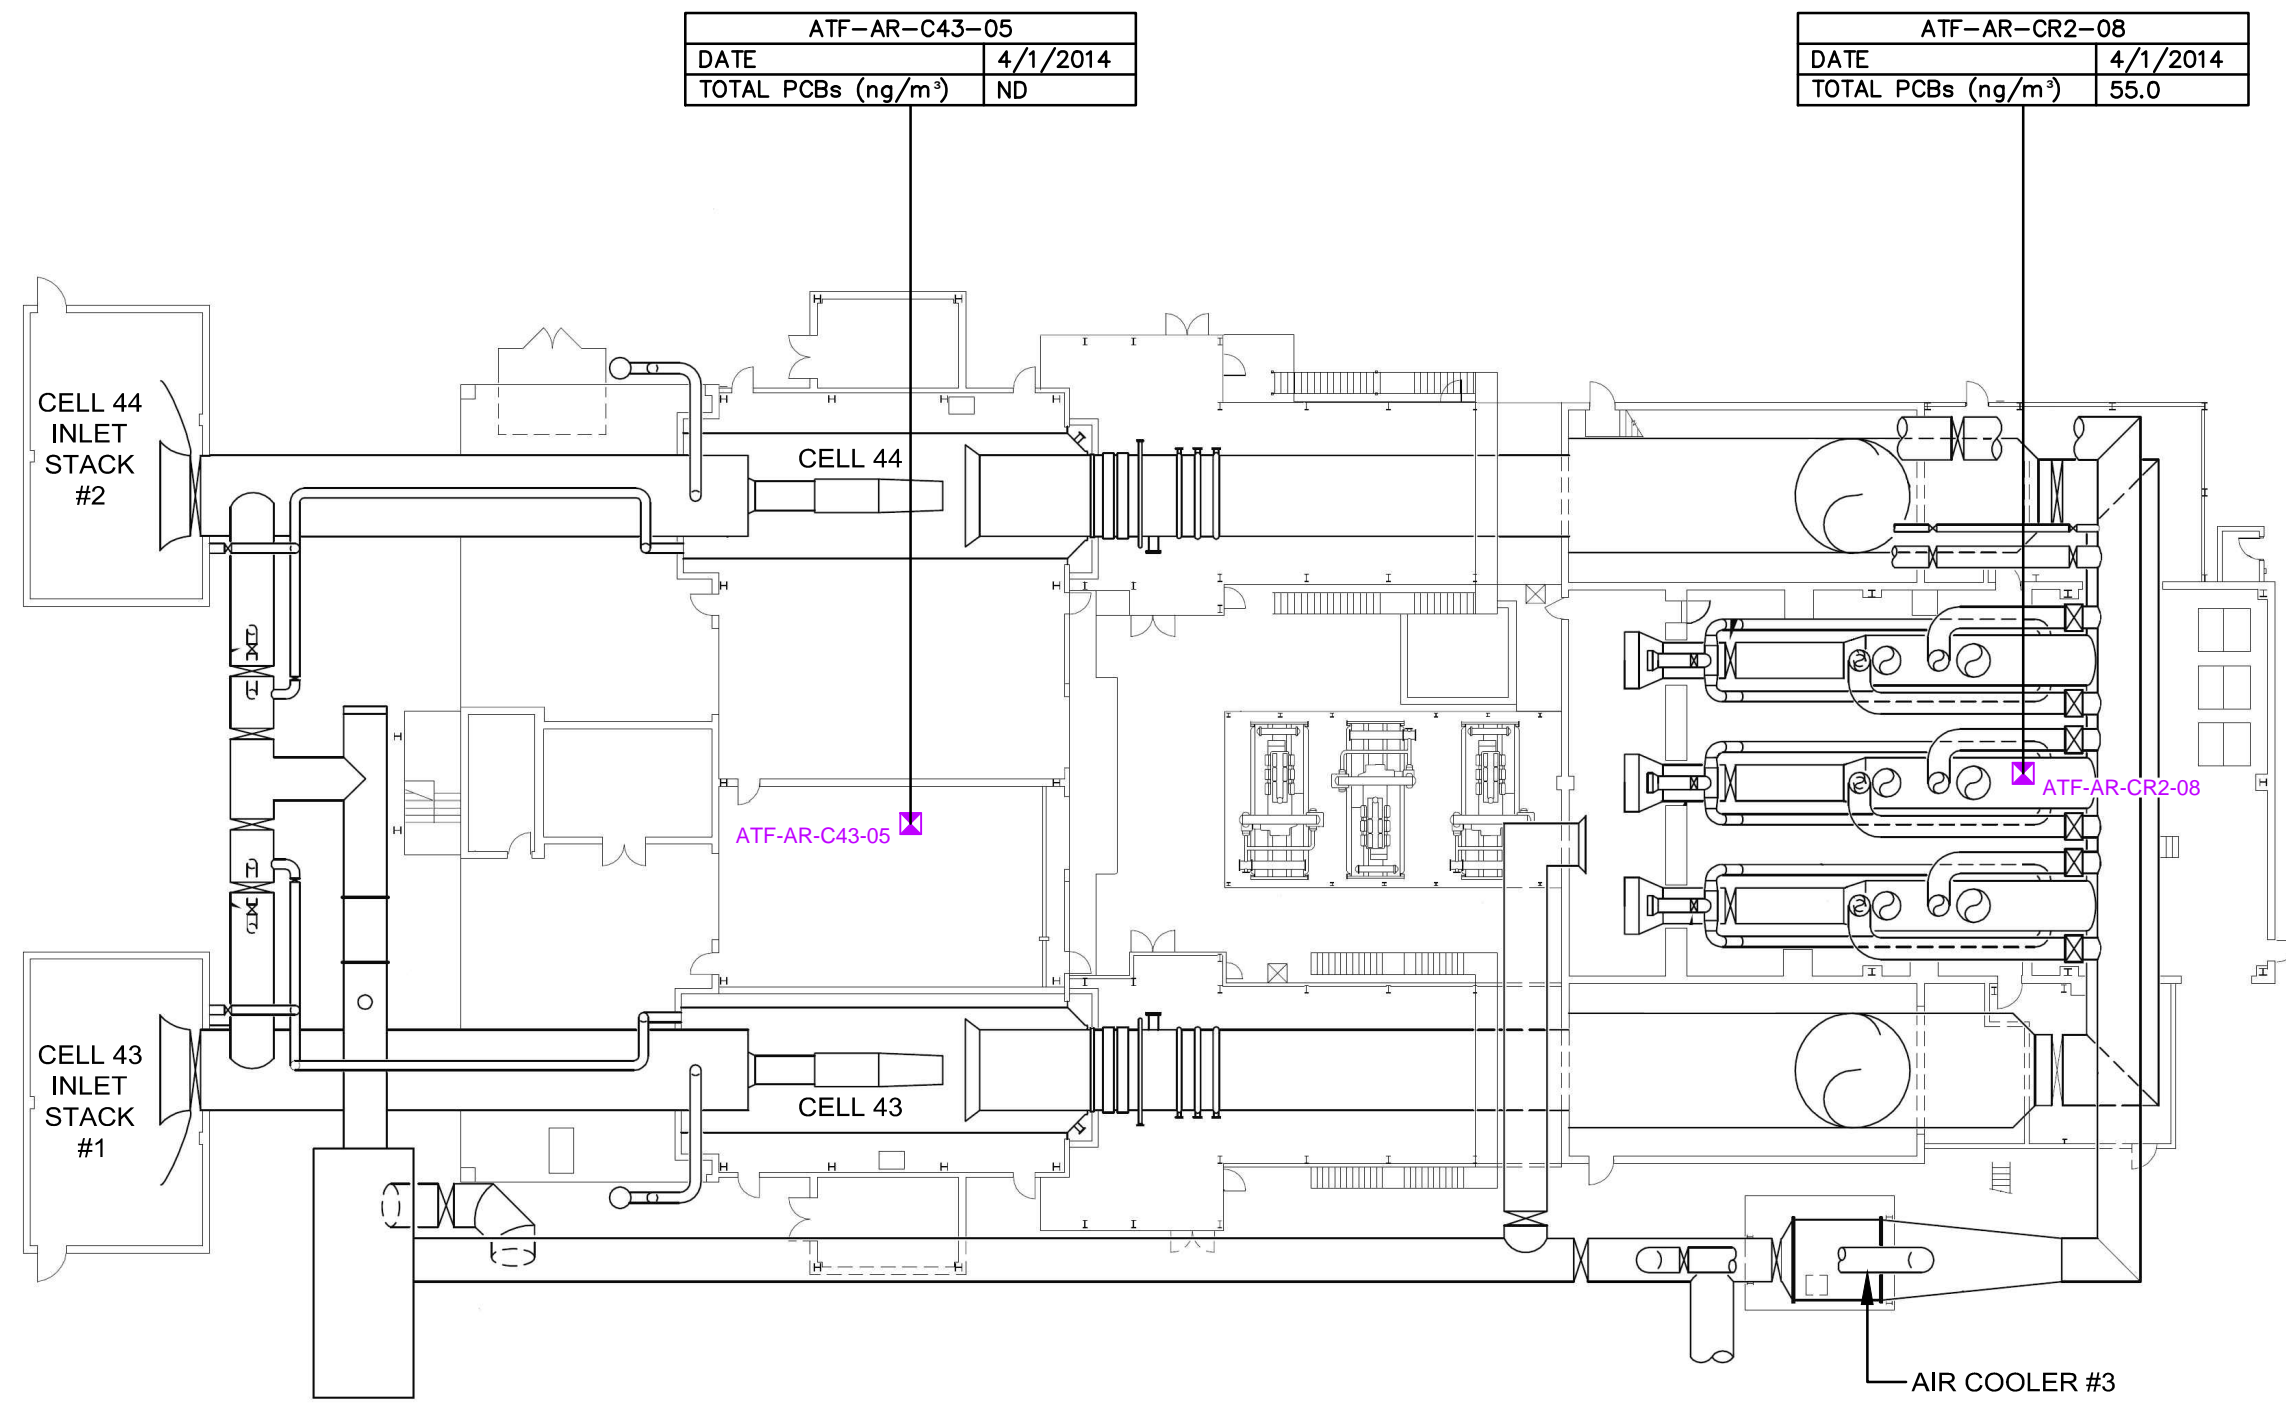 ATF-AR-C43-05
DATE 4/1/2014
TOTAL PCBs (ng/m³) ND
ATF-AR-CR2-08
DATE 4/1/2014
TOTAL PCBs (ng/m³) 55.0
CELL 44
INLET
STACK
#2
CELL 44
ATF-AR-C43-05
ATF-AR-CR2-08
CELL 43
INLET
STACK
#1
CELL 43
AIR COOLER #3